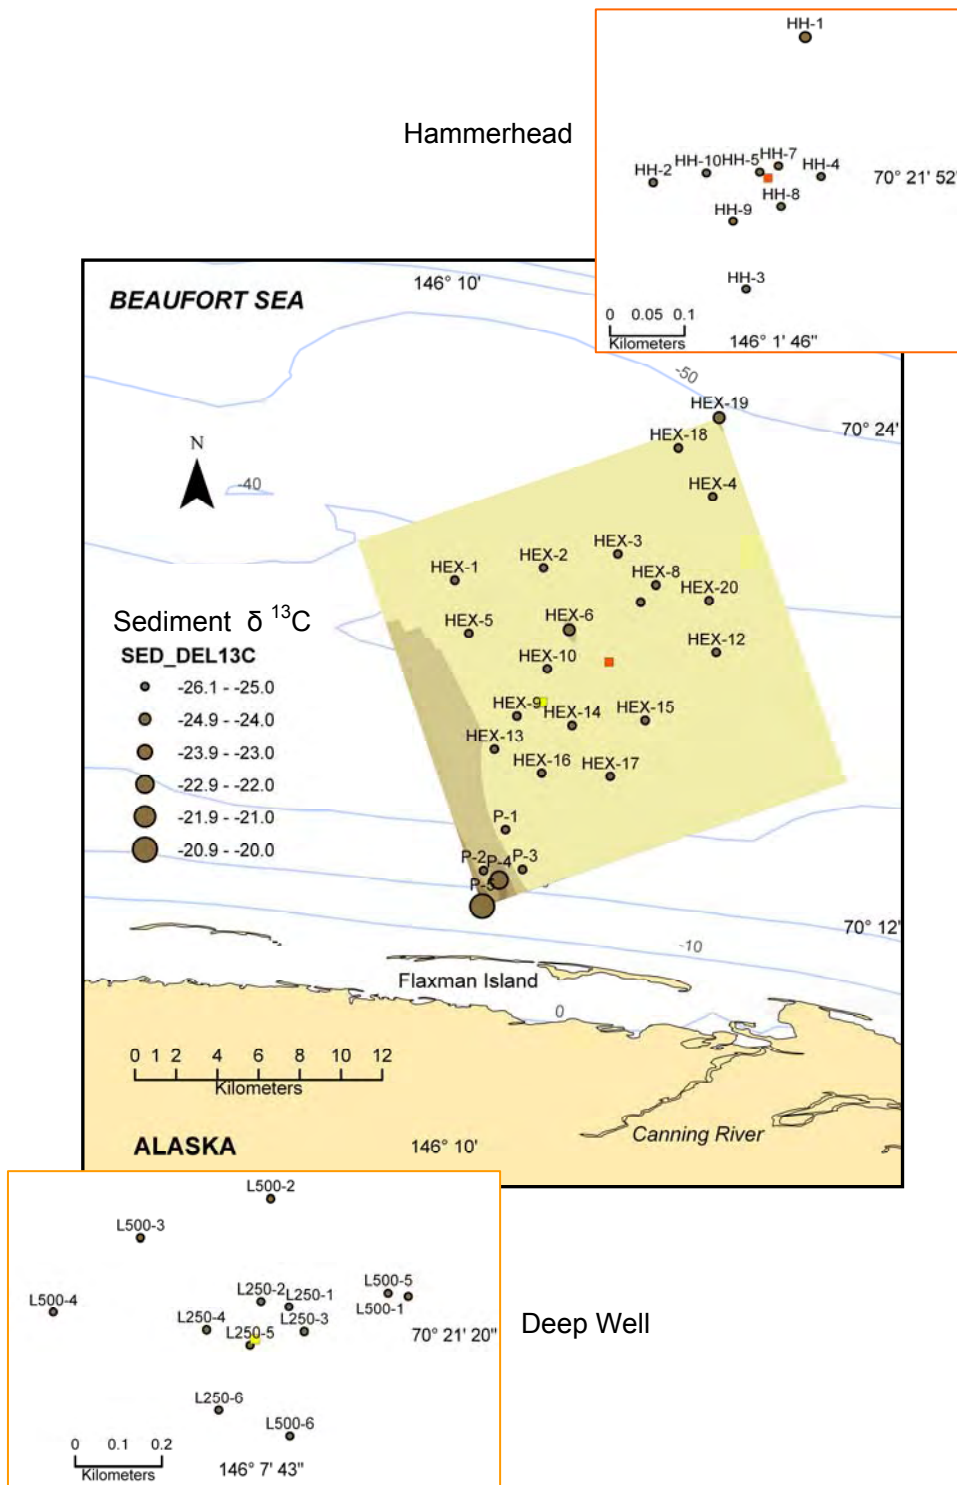 HH-1
Hammerhead
HH-7
HH-10 HH-5
HH-2
HH-4
70° 21' 52"
HH-8
HH-9
HH-3
0 0.05 0.1
Kilometers
146° 1' 46"
BEAUFORT SEA
146° 10'
-50
HEX-19
70° 24'
HEX-18
N
-40
HEX-4
HEX-3
HEX-2
HEX-1
HEX-8
HEX-20
HEX-5
HEX-6
HEX-12
HEX-10
HEX-9
HEX-14
HEX-15
HEX-13
HEX-16
HEX-17
Sediment δ ¹³C
SED_DEL13C
-26.1 - -25.0
-24.9 - -24.0
-23.9 - -23.0
-22.9 - -22.0
-21.9 - -21.0
-20.9 - -20.0
P-1
P-2 P-4 P-3
P-5
70° 12'
-10
Flaxman Island
0
0 1 2 4 6 8 10 12
Kilometers
Canning River
ALASKA
146° 10'
L500-2
L500-3
L500-5
L250-2 L250-1
L500-4
L500-1
L250-4
L250-3
L250-5
70° 21' 20"
Deep Well
L250-6
L500-6
0 0.1 0.2
Kilometers
146° 7' 43"